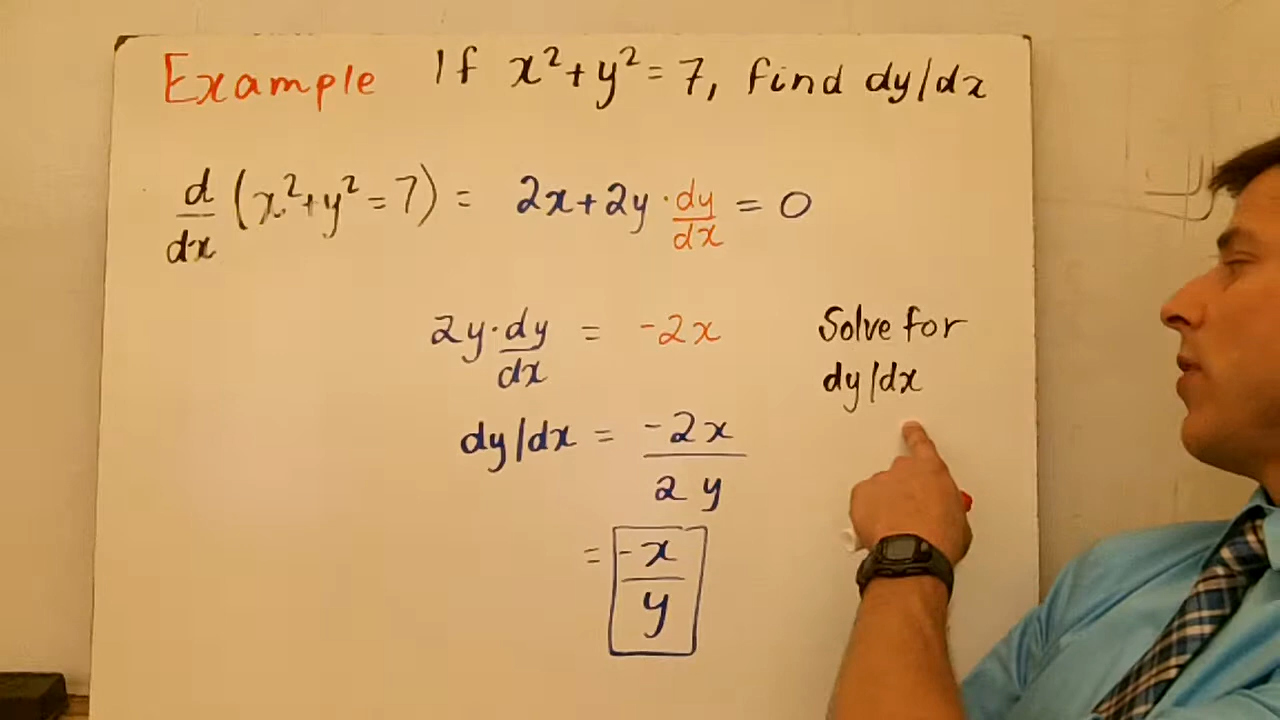 Example If x²+y²=7, find dy/dx
d/dx (x²+y²=7) = 2x+2y·dy/dx = 0
2y·dy/dx = -2x
Solve for
dy/dx
dy/dx = -2x/2y
= -x/y